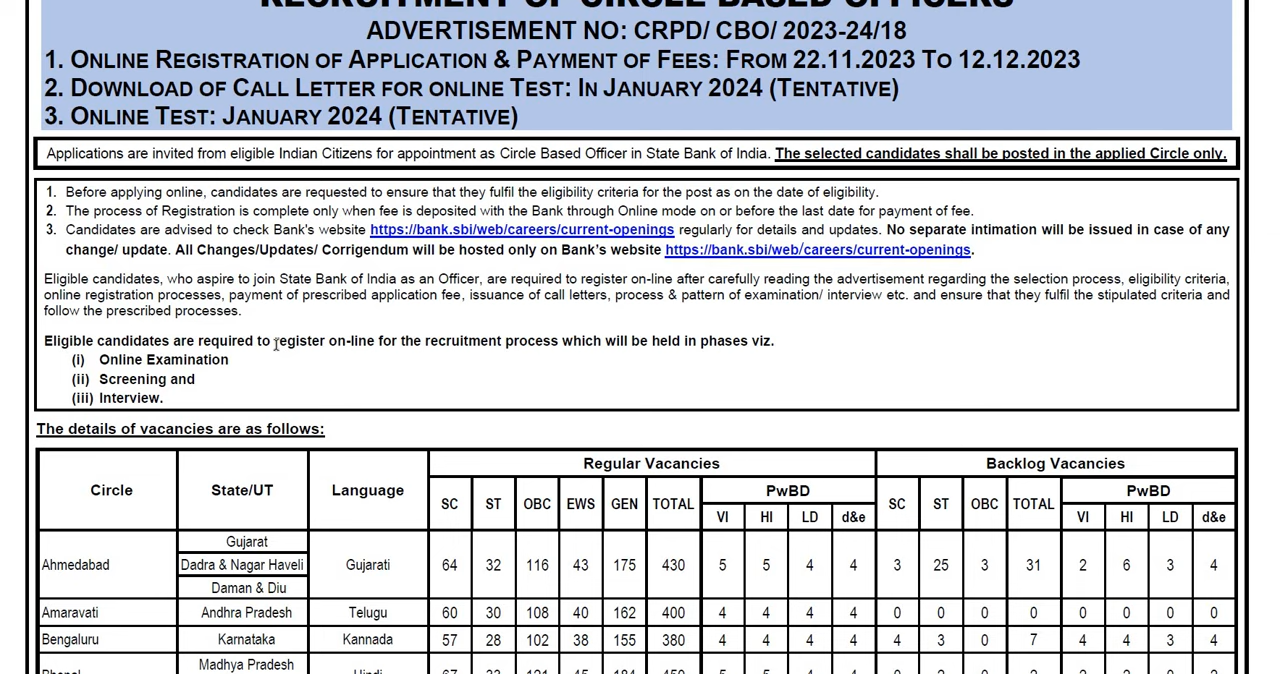 RECRUITMENT OF CIRCLE BASED OFFICERS
ADVERTISEMENT NO: CRPD/ CBO/ 2023-24/18
1. ONLINE REGISTRATION OF APPLICATION & PAYMENT OF FEES: FROM 22.11.2023 TO 12.12.2023
2. DOWNLOAD OF CALL LETTER FOR ONLINE TEST: IN JANUARY 2024 (TENTATIVE)
3. ONLINE TEST: JANUARY 2024 (TENTATIVE)
Applications are invited from eligible Indian Citizens for appointment as Circle Based Officer in State Bank of India. The selected candidates shall be posted in the applied Circle only.
1. Before applying online, candidates are requested to ensure that they fulfil the eligibility criteria for the post as on the date of eligibility.
2. The process of Registration is complete only when fee is deposited with the Bank through Online mode on or before the last date for payment of fee.
3. Candidates are advised to check Bank's website https://bank.sbi/web/careers/current-openings regularly for details and updates. No separate intimation will be issued in case of any
change/ update. All Changes/Updates/ Corrigendum will be hosted only on Bank's website https://bank.sbi/web/careers/current-openings.
Eligible candidates, who aspire to join State Bank of India as an Officer, are required to register on-line after carefully reading the advertisement regarding the selection process, eligibility criteria,
online registration processes, payment of prescribed application fee, issuance of call letters, process & pattern of examination/ interview etc. and ensure that they fulfil the stipulated criteria and
follow the prescribed processes.
Eligible candidates are required to register on-line for the recruitment process which will be held in phases viz.
(i) Online Examination
(ii) Screening and
(iii) Interview.
The details of vacancies are as follows:
Circle State/UT Language Regular Vacancies Backlog Vacancies
SC ST OBC EWS GEN TOTAL PwBD SC ST OBC TOTAL PwBD
VI HI LD d&e VI HI LD d&e
Gujarat
Ahmedabad Dadra & Nagar Haveli Gujarati 64 32 116 43 175 430 5 5 4 4 3 25 3 31 2 6 3 4
Daman & Diu
Amaravati Andhra Pradesh Telugu 60 30 108 40 162 400 4 4 4 4 0 0 0 0 0 0 0 0
Bengaluru Karnataka Kannada 57 28 102 38 155 380 4 4 4 4 4 3 0 7 4 4 3 4
Madhya Pradesh